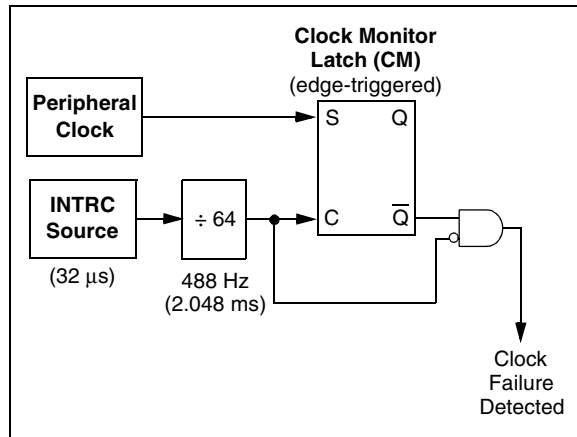 Clock Monitor
Latch (CM)
(edge-triggered)
Peripheral
Clock
S Q
INTRC
Source
÷ 64
C Q̅
(32 μs)
488 Hz
(2.048 ms)
Clock
Failure
Detected